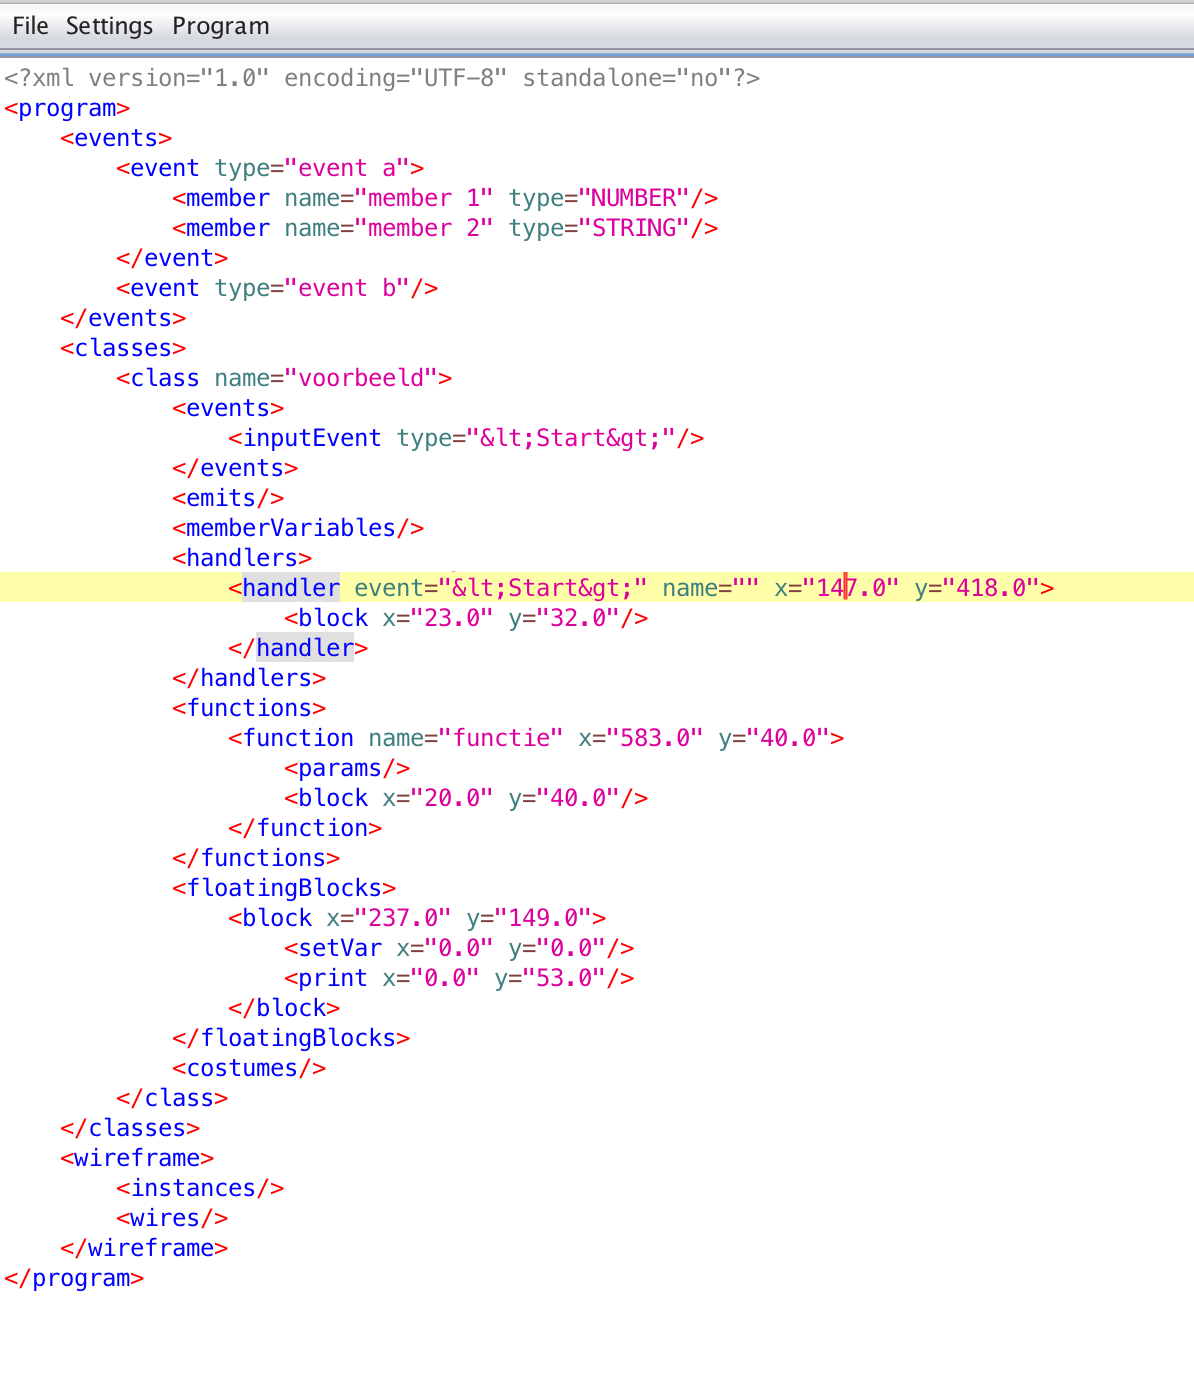 File Settings Program
<?xml version="1.0" encoding="UTF-8" standalone="no"?>
<program>
    <events>
        <event type="event a">
            <member name="member 1" type="NUMBER"/>
            <member name="member 2" type="STRING"/>
        </event>
        <event type="event b"/>
    </events>
    <classes>
        <class name="voorbeeld">
            <events>
                <inputEvent type="&lt;Start&gt;"/>
            </events>
            <emits/>
            <memberVariables/>
            <handlers>
                <handler event="&lt;Start&gt;" name="" x="147.0" y="418.0">
                    <block x="23.0" y="32.0"/>
                </handler>
            </handlers>
            <functions>
                <function name="functie" x="583.0" y="40.0">
                    <params/>
                    <block x="20.0" y="40.0"/>
                </function>
            </functions>
            <floatingBlocks>
                <block x="237.0" y="149.0">
                    <setVar x="0.0" y="0.0"/>
                    <print x="0.0" y="53.0"/>
                </block>
            </floatingBlocks>
            <costumes/>
        </class>
    </classes>
    <wireframe>
        <instances/>
        <wires/>
    </wireframe>
</program>